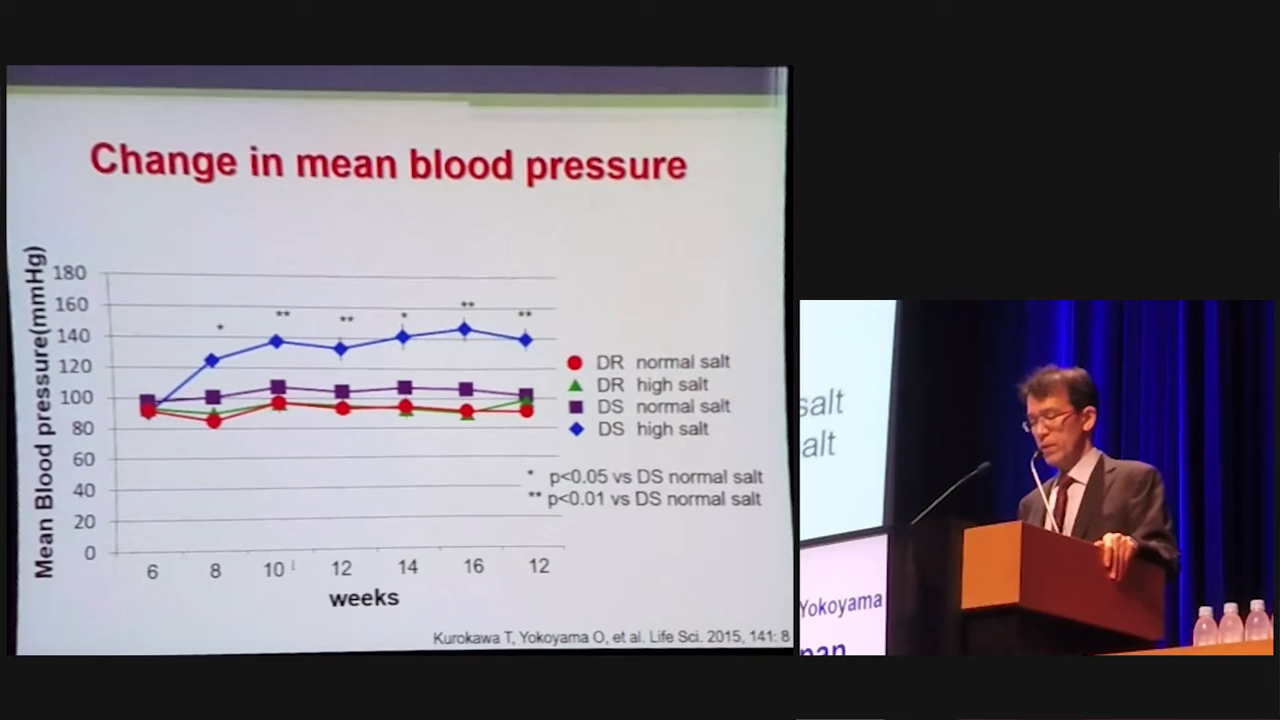 Change in mean blood pressure
Mean Blood pressure(mmHg)
180
160
140
120
100
80
60
40
20
0
* ** ** * ** **
6 8 10 12 14 16 12
weeks
DR normal salt
DR high salt
DS normal salt
DS high salt
* p<0.05 vs DS normal salt
** p<0.01 vs DS normal salt
Kurokawa T, Yokoyama O, et al. Life Sci. 2015, 141: 8
salt
alt
Yokoyama
pan